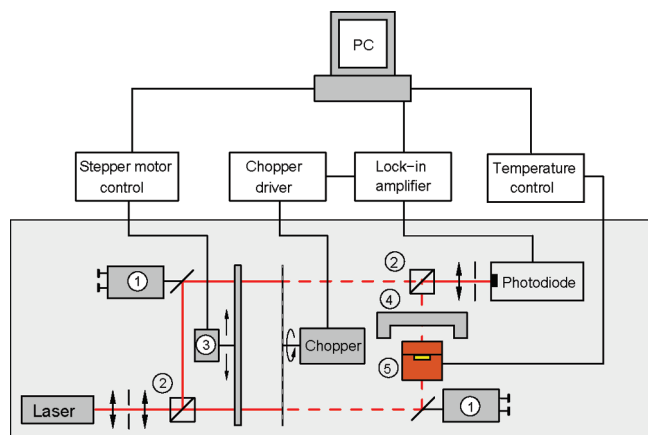 PC
Stepper motor
control
Chopper
driver
Lock-in
amplifier
Temperature
control
1
2
Photodiode
4
3
Chopper
5
2
1
Laser